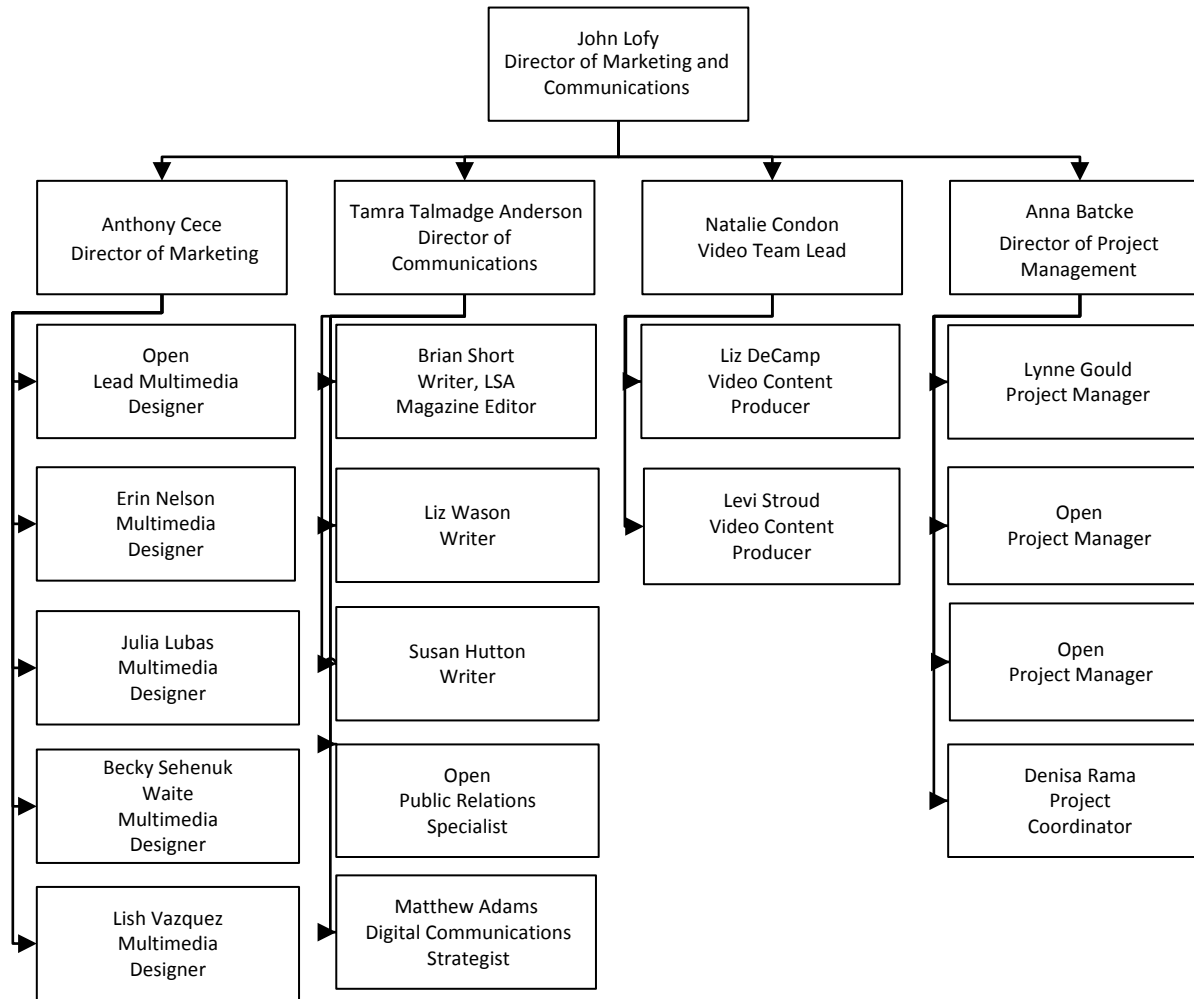 John Lofy
Director of Marketing and
Communications
Anthony Cece
Director of Marketing
Tamra Talmadge Anderson
Director of
Communications
Natalie Condon
Video Team Lead
Anna Batcke
Director of Project
Management
Open
Lead Multimedia
Designer
Erin Nelson
Multimedia
Designer
Julia Lubas
Multimedia
Designer
Becky Sehenuk
Waite
Multimedia
Designer
Lish Vazquez
Multimedia
Designer
Brian Short
Writer, LSA
Magazine Editor
Liz Wason
Writer
Susan Hutton
Writer
Open
Public Relations
Specialist
Matthew Adams
Digital Communications
Strategist
Liz DeCamp
Video Content
Producer
Levi Stroud
Video Content
Producer
Lynne Gould
Project Manager
Open
Project Manager
Open
Project Manager
Denisa Rama
Project
Coordinator